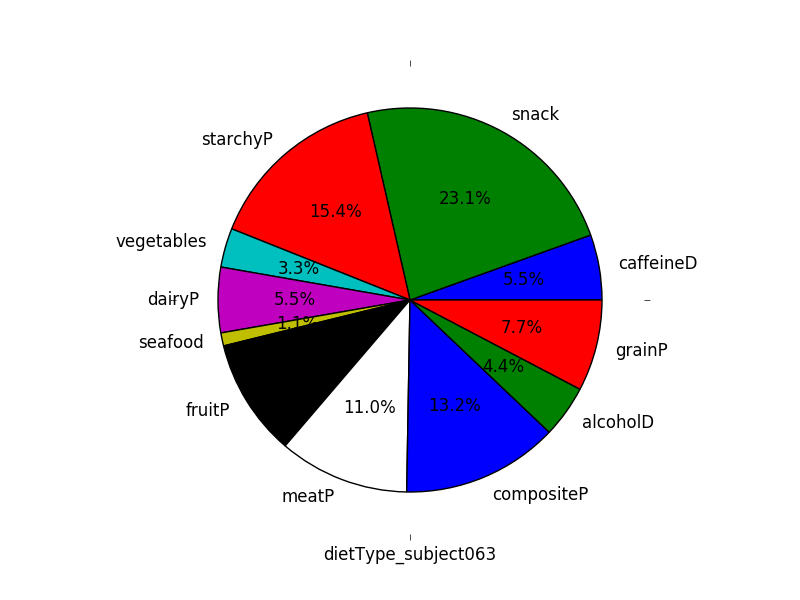 snack
starchyP
23.1%
15.4%
vegetables
caffeineD
3.3%
5.5%
dairyP
5.5%
1.1%
seafood
7.7%
grainP
4.4%
fruitP
11.0%
13.2%
alcoholD
meatP
compositeP
dietType_subject063